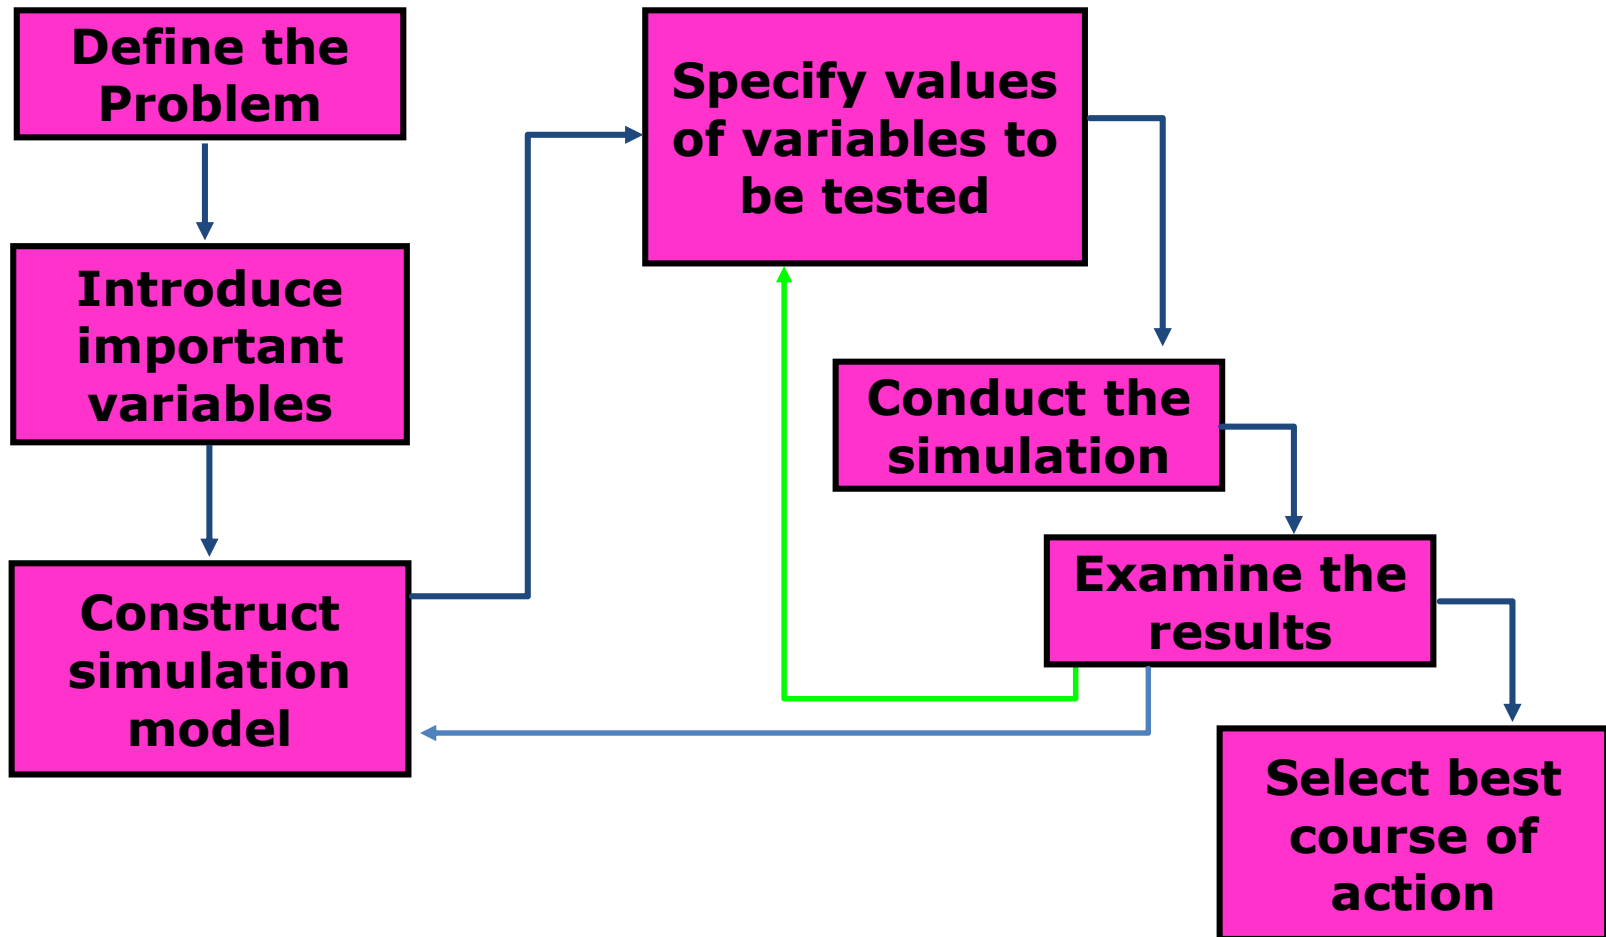 Define the
Problem
Introduce
important
variables
Construct
simulation
model
Specify values
of variables to
be tested
Conduct the
simulation
Examine the
results
Select best
course of
action